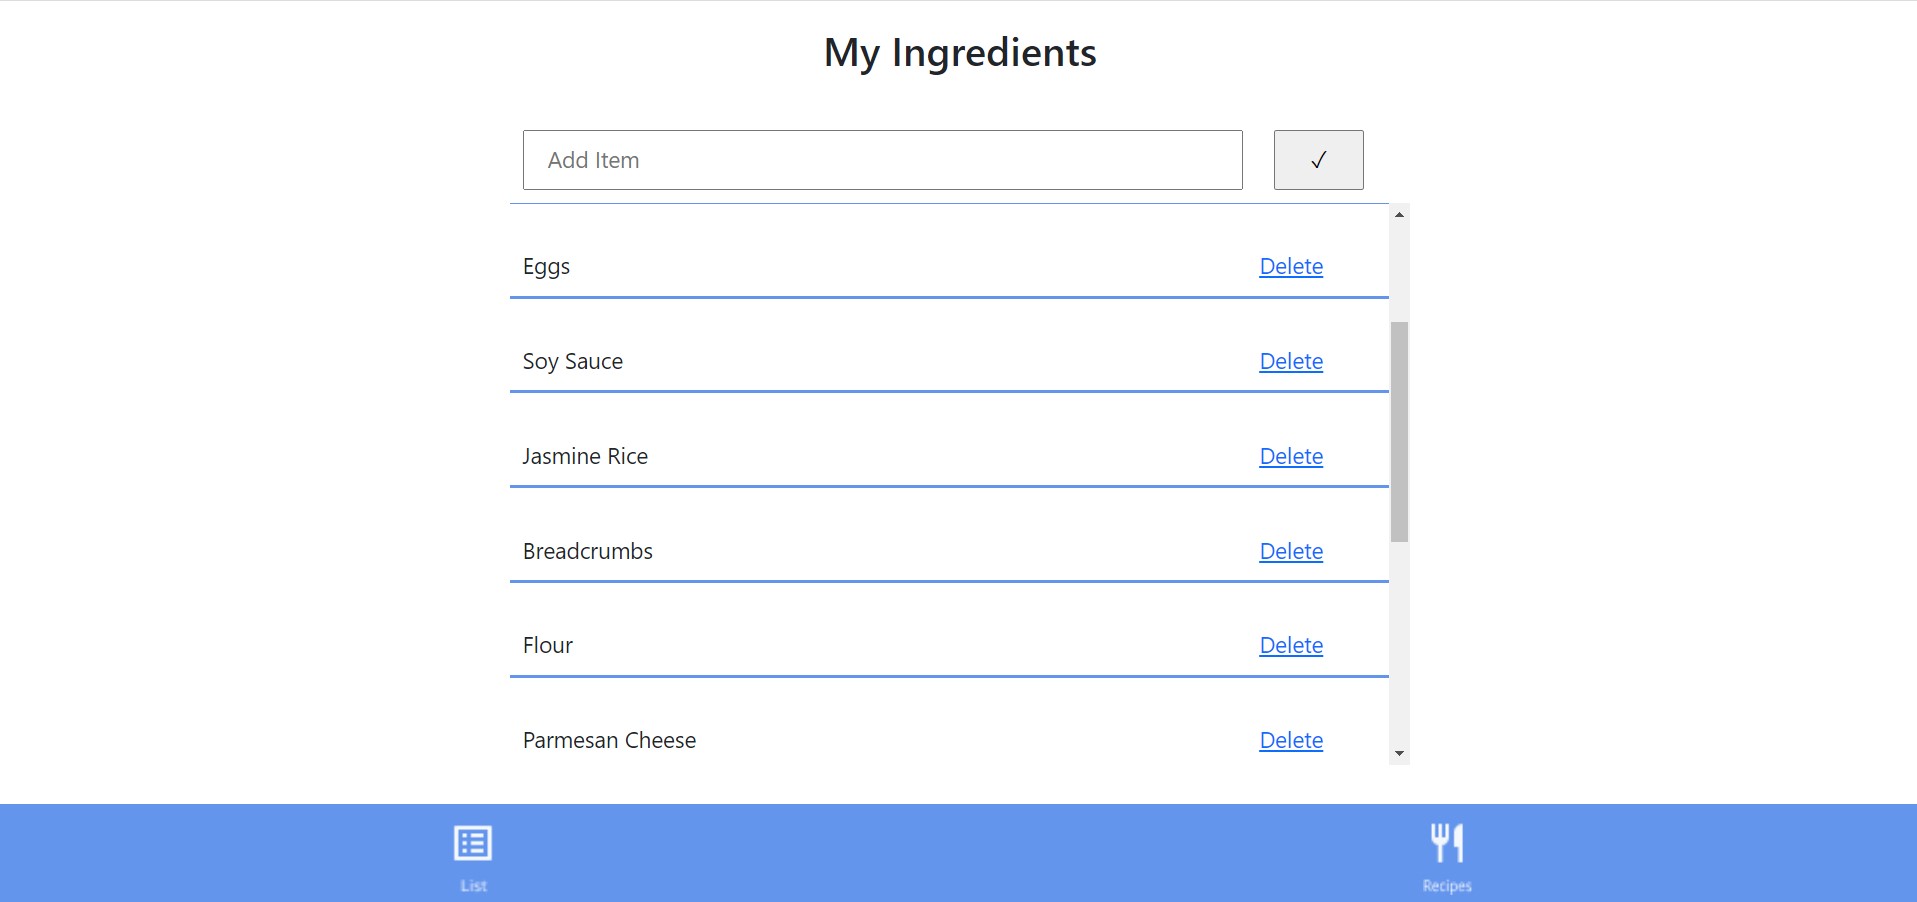 My Ingredients
Add Item ✓
Eggs Delete
Soy Sauce Delete
Jasmine Rice Delete
Breadcrumbs Delete
Flour Delete
Parmesan Cheese Delete
List Recipes